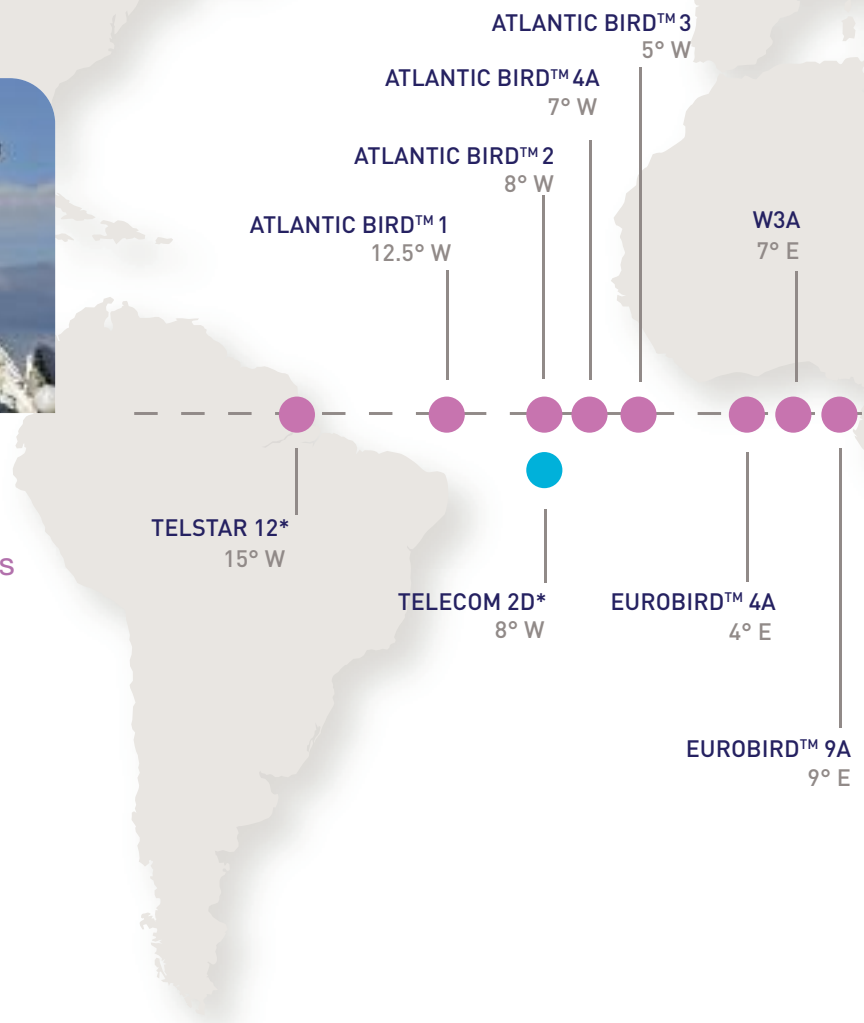 ATLANTIC BIRD™ 3
5° W
ATLANTIC BIRD™ 4A
7° W
ATLANTIC BIRD™ 2
8° W
ATLANTIC BIRD™ 1
12.5° W
W3A
7° E
TELSTAR 12*
15° W
s
TELECOM 2D*
8° W
EUROBIRD™ 4A
4° E
EUROBIRD™ 9A
9° E